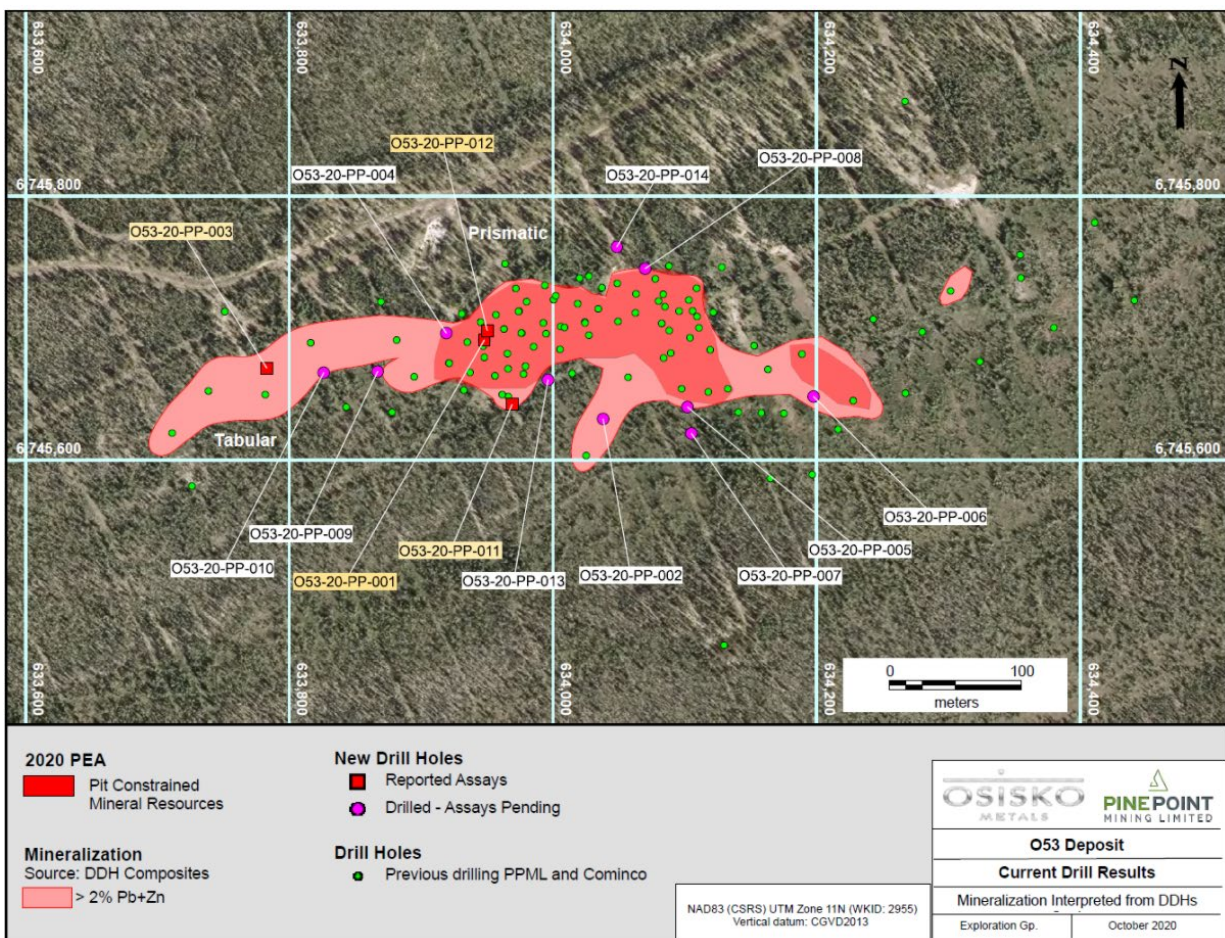 633,600
633,800
634,000
634,200
634,400
N
O53-20-PP-012
O53-20-PP-008
O53-20-PP-004
O53-20-PP-014
6,745,800
6,745,800
O53-20-PP-003
Prismatic
Tabular
6,745,600
6,745,600
O53-20-PP-006
O53-20-PP-009
O53-20-PP-011
O53-20-PP-005
O53-20-PP-010
O53-20-PP-001
O53-20-PP-013
O53-20-PP-002
O53-20-PP-007
0 100
meters
633,600
633,800
634,000
634,200
634,400
2020 PEA
Pit Constrained
Mineral Resources
Mineralization
Source: DDH Composites
> 2% Pb+Zn
New Drill Holes
Reported Assays
Drilled - Assays Pending
Drill Holes
Previous drilling PPML and Cominco
NAD83 (CSRS) UTM Zone 11N (WKID: 2955)
Vertical datum: CGVD2013
OSISKO
METALS
PINE POINT
MINING LIMITED
O53 Deposit
Current Drill Results
Mineralization Interpreted from DDHs
Exploration Gp.
October 2020